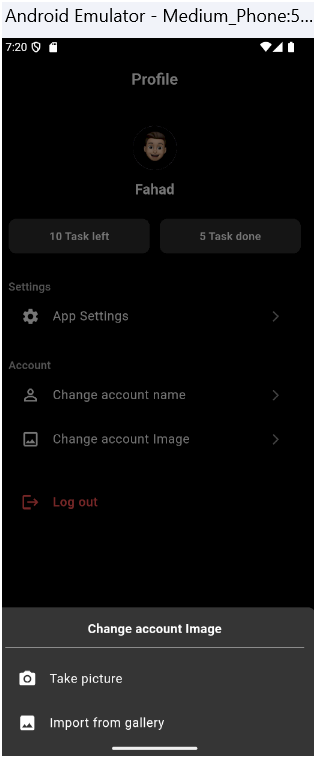 Android Emulator - Medium_Phone:5...
7:20
Profile
Fahad
10 Task left
5 Task done
Settings
App Settings
Account
Change account name
Change account Image
Log out
Change account Image
Take picture
Import from gallery